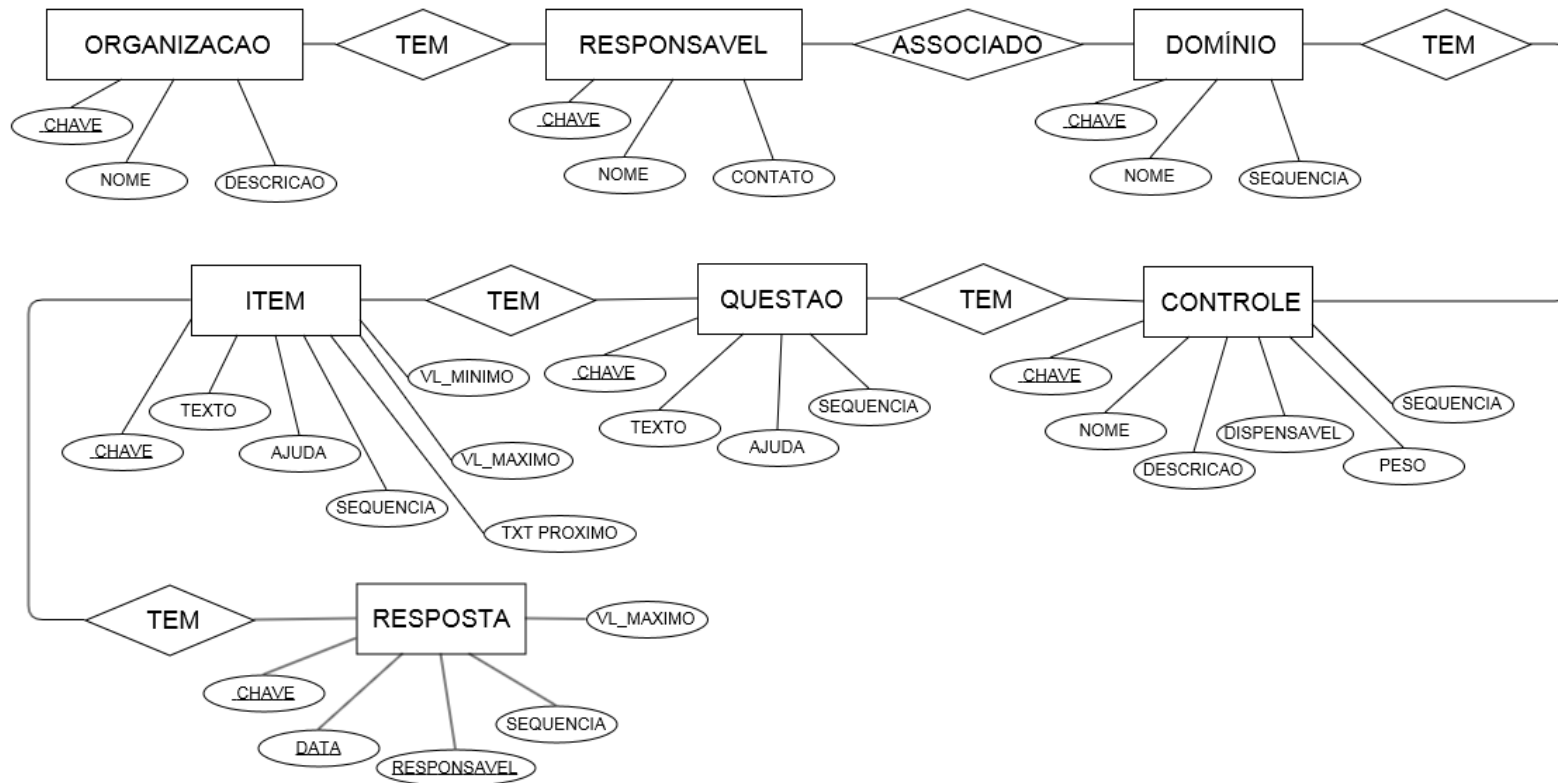 ORGANIZACAO
TEM
RESPONSAVEL
ASSOCIADO
DOMÍNIO
TEM
CHAVE
NOME
DESCRICAO
CHAVE
NOME
CONTATO
CHAVE
NOME
SEQUENCIA
ITEM
TEM
QUESTAO
TEM
CONTROLE
CHAVE
TEXTO
AJUDA
SEQUENCIA
VL_MINIMO
VL_MAXIMO
TXT PROXIMO
CHAVE
TEXTO
AJUDA
SEQUENCIA
CHAVE
NOME
DESCRICAO
DISPENSAVEL
PESO
SEQUENCIA
TEM
RESPOSTA
VL_MAXIMO
CHAVE
DATA
RESPONSAVEL
SEQUENCIA